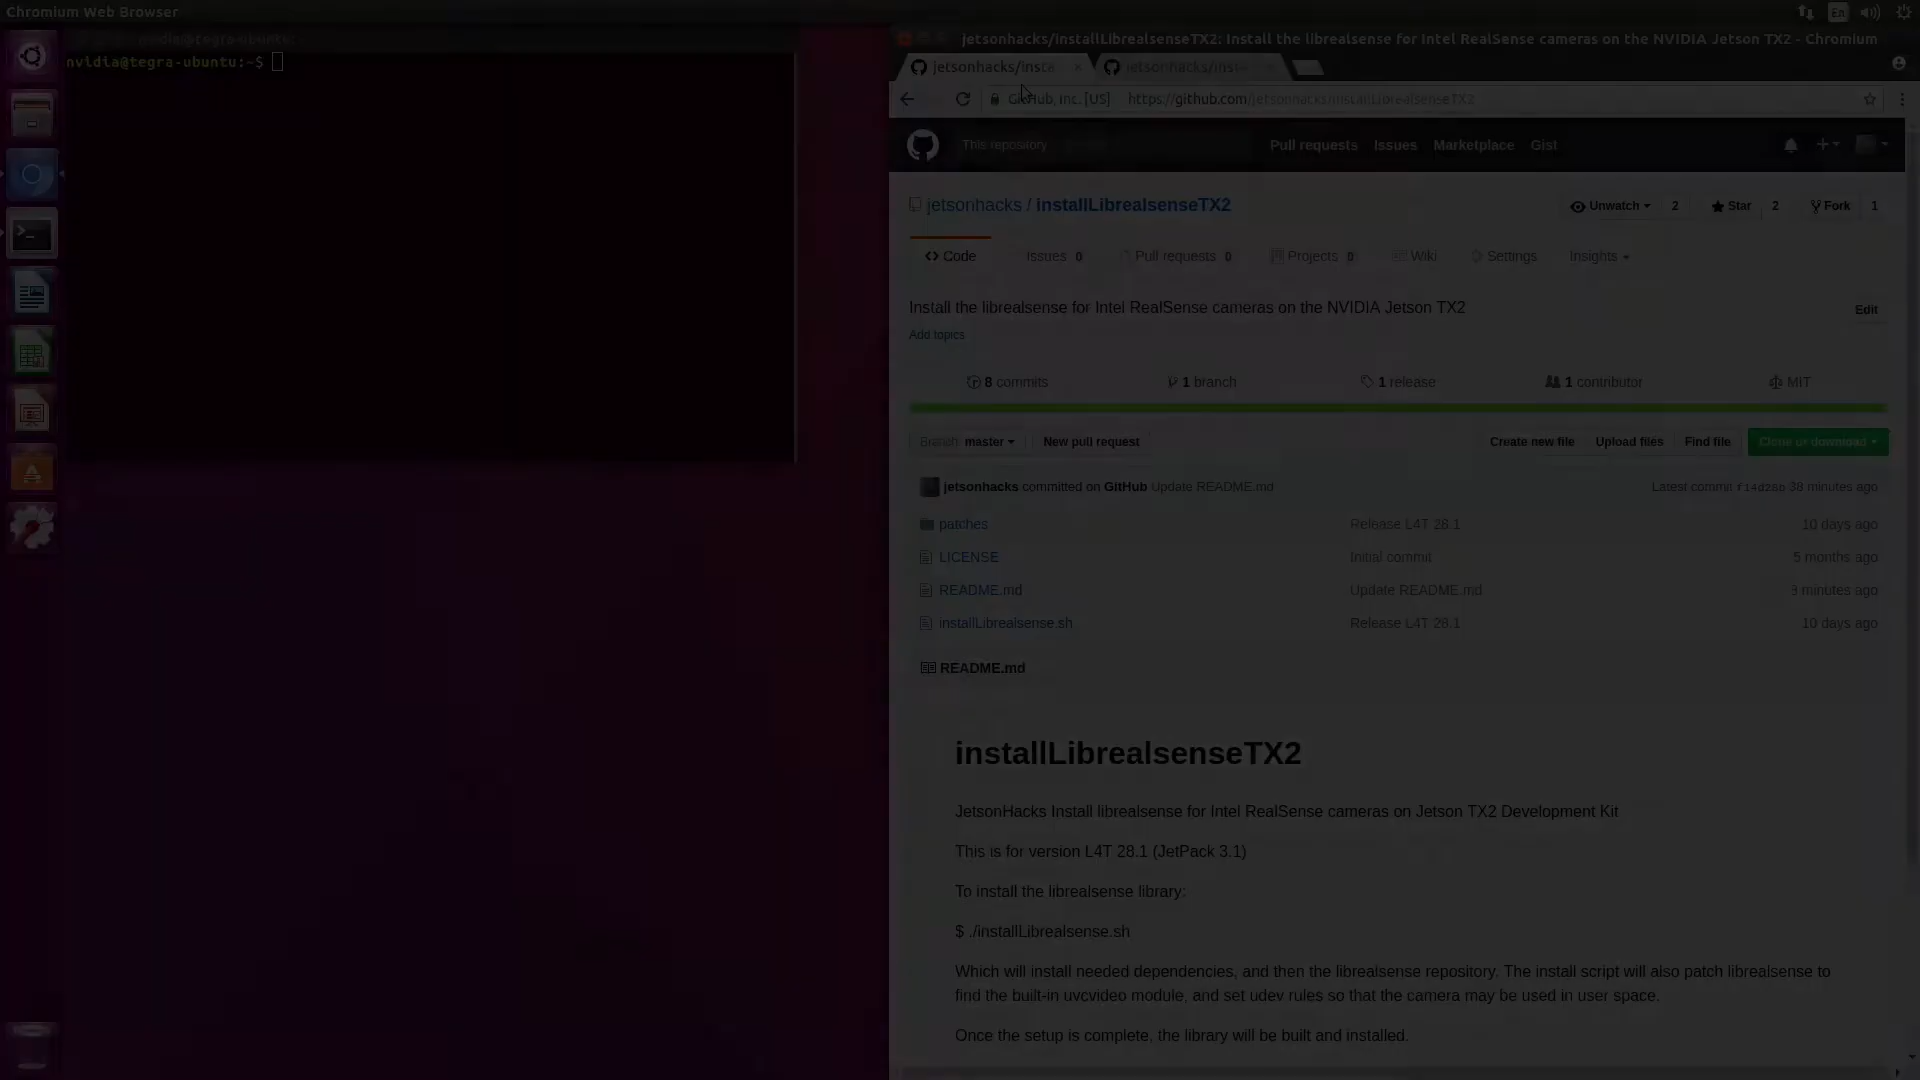 Chromium Web Browser
En
nvidia@tegra-ubuntu:~$
jetsonhacks/installLibrealsenseTX2: Install the librealsense for Intel RealSense cameras on the NVIDIA Jetson TX2 - Chromium
jetsonhacks/insta
jetsonhacks/inst
GitHub, Inc. [US] https://github.com/jetsonhacks/installLibrealsenseTX2
This repository Pull requests Issues Marketplace Gist
jetsonhacks / installLibrealsenseTX2 Unwatch 2 Star 2 Fork 1
Code Issues 0 Pull requests 0 Projects 0 Wiki Settings Insights
Install the librealsense for Intel RealSense cameras on the NVIDIA Jetson TX2 Edit
Add topics
8 commits 1 branch 1 release 1 contributor MIT
Branch: master New pull request Create new file Upload files Find file Clone or download
jetsonhacks committed on GitHub Update README.md Latest commit f14d26b 38 minutes ago
patches Release L4T 28.1 10 days ago
LICENSE Initial commit 5 months ago
README.md Update README.md minutes ago
installLibrealsense.sh Release L4T 28.1 10 days ago
README.md
installLibrealsenseTX2
JetsonHacks Install librealsense for Intel RealSense cameras on Jetson TX2 Development Kit
This is for version L4T 28.1 (JetPack 3.1)
To install the librealsense library:
$ ./installLibrealsense.sh
Which will install needed dependencies, and then the librealsense repository. The install script will also patch librealsense to
find the built-in uvcvideo module, and set udev rules so that the camera may be used in user space.
Once the setup is complete, the library will be built and installed.